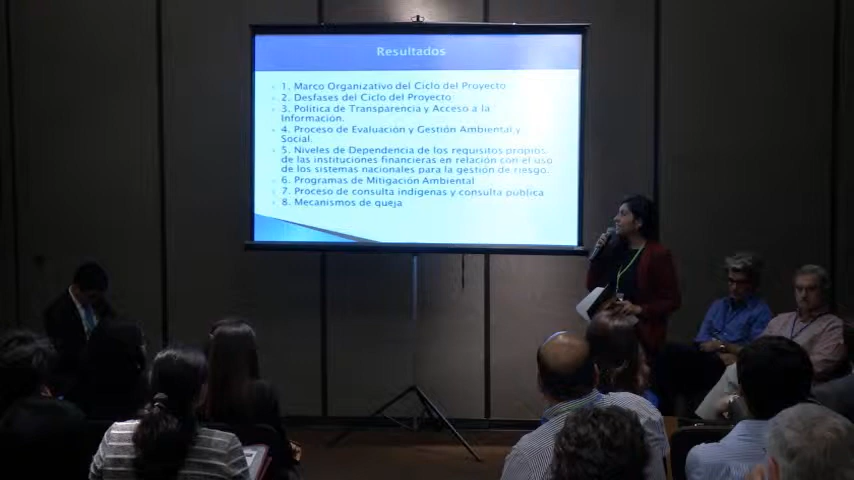 Resultados
1. Marco Organizativo del Ciclo del Proyecto
2. Desfases del Ciclo del Proyecto
3. Política de Transparencia y Acceso a la
Información.
4. Proceso de Evaluación y Gestión Ambiental y
Social.
5. Niveles de Dependencia de los requisitos propios
de las instituciones financieras en relación con el uso
de los sistemas nacionales para la gestión de riesgo.
6. Programas de Mitigación Ambiental
7. Proceso de consulta indígenas y consulta pública
8. Mecanismos de queja